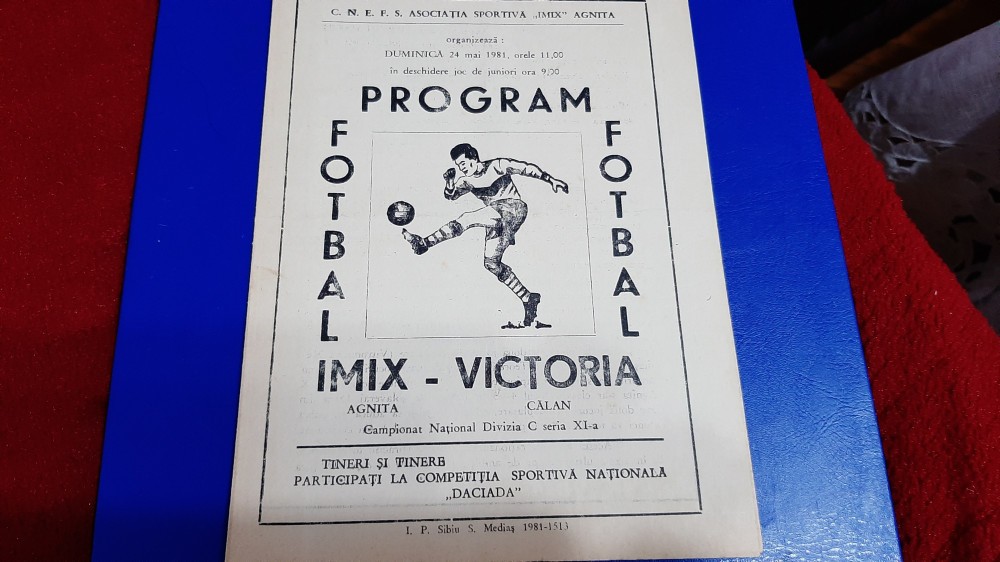 C. N. E. F. S. ASOCIAȚIA SPORTIVĂ „IMIX” AGNITA
organizează :
DUMINICĂ 24 mai 1981, orele 11,00
în deschidere joc de juniori ora 9,00
PROGRAM
FOTBAL
FOTBAL
IMIX - VICTORIA
AGNITA CĂLAN
Campionat Național Divizia C seria XI-a
TINERI ȘI TINERE
PARTICIPAȚI LA COMPETIȚIA SPORTIVĂ NAȚIONALĂ
„DACIADA”
I. P. Sibiu S. Mediaș 1981-1513